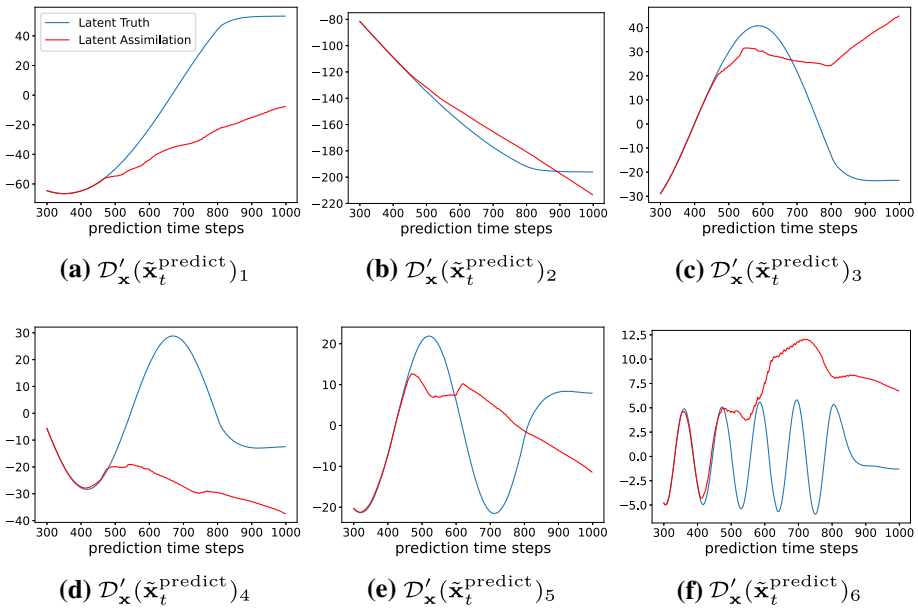 Latent Truth
Latent Assimilation
40
20
0
−20
−40
−60
300 400 500 600 700 800 900 1000
prediction time steps
(a) 𝒟′ₓ(x̃ₜᵖʳᵉᵈⁱᶜᵗ)₁
−80
−100
−120
−140
−160
−180
−200
−220
300 400 500 600 700 800 900 1000
prediction time steps
(b) 𝒟′ₓ(x̃ₜᵖʳᵉᵈⁱᶜᵗ)₂
40
30
20
10
0
−10
−20
−30
300 400 500 600 700 800 900 1000
prediction time steps
(c) 𝒟′ₓ(x̃ₜᵖʳᵉᵈⁱᶜᵗ)₃
30
20
10
0
−10
−20
−30
−40
300 400 500 600 700 800 900 1000
prediction time steps
(d) 𝒟′ₓ(x̃ₜᵖʳᵉᵈⁱᶜᵗ)₄
20
10
0
−10
−20
300 400 500 600 700 800 900 1000
prediction time steps
(e) 𝒟′ₓ(x̃ₜᵖʳᵉᵈⁱᶜᵗ)₅
12.5
10.0
7.5
5.0
2.5
0.0
−2.5
−5.0
300 400 500 600 700 800 900 1000
prediction time steps
(f) 𝒟′ₓ(x̃ₜᵖʳᵉᵈⁱᶜᵗ)₆